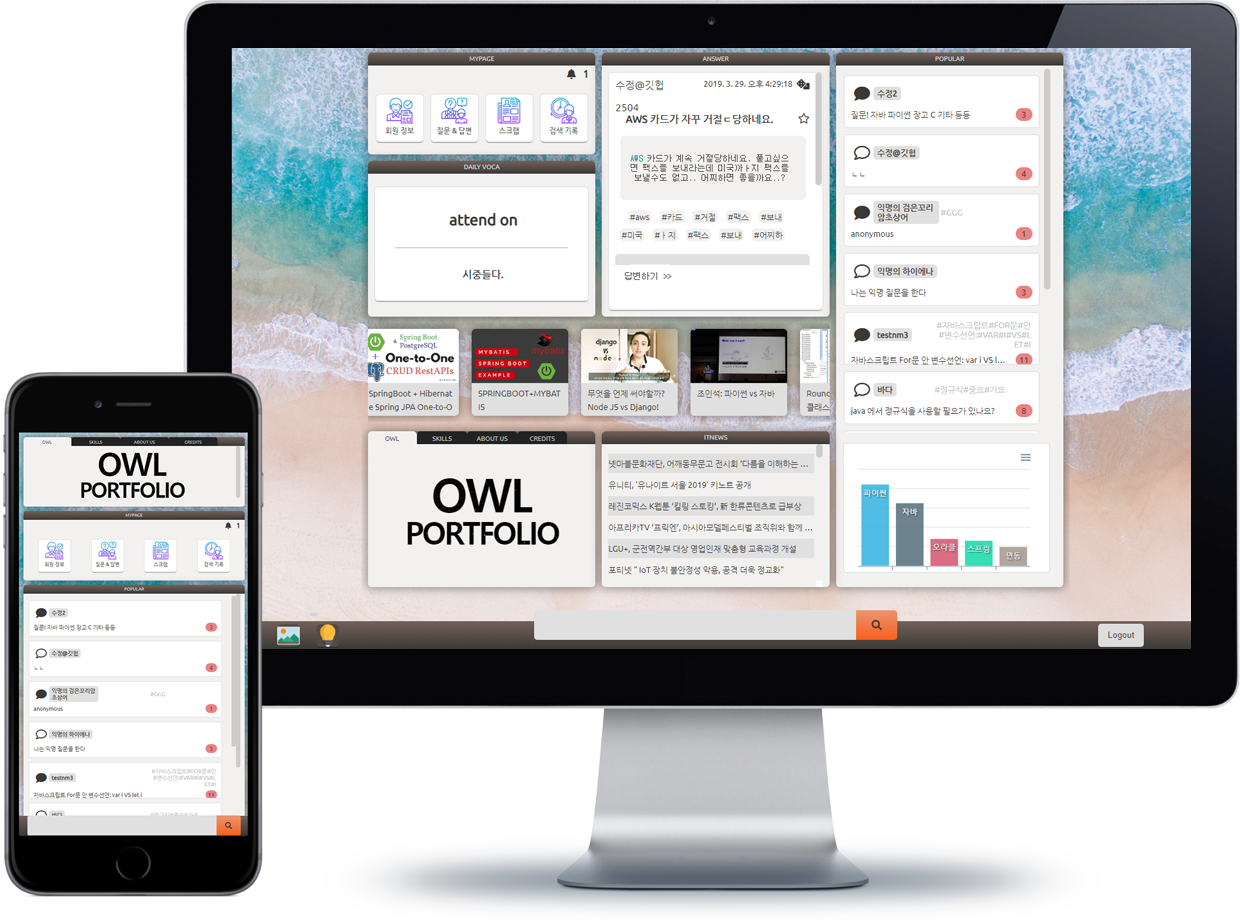 MYPAGE
1
회원 정보
질문 & 답변
스크랩
검색 기록
DAILY VOCA
attend on
시중들다.
ANSWER
수정@깃헙
2019. 3. 29. 오후 4:29:18
2504
AWS 카드가 자꾸 거절ㄷ당하네요.
AWS 카드가 계속 거절당하네요. 풀고싶으
면 팩스를 보내라는데 미국까ㅏ지 팩스를
보낼수도 없고.. 어찌하면 좋을까요..?
#aws #카드 #거절 #팩스 #보내
#미국 #ㅏ지 #팩스 #보내 #어찌하
답변하기 >>
POPULAR
수정2
질문! 자바 파이썬 장고 C 기타 등등
3
수정@깃헙
ㄴㄴ
4
익명의 검은꼬리
암초상어
#GGG
anonymous
1
익명의 하이에나
나는 익명 질문을 한다
3
testnm3
#자바스크립트#FOR문#안
#변수선언:#VAR#I#VS#L
ET#I
자바스크립트 For문 안 변수선언: var i VS l...
11
바다
#정규식#중요#가요
java 에서 정규식을 사용할 필요가 있나요?
8
Spring Boot
PostgreSQL
One-to-One
CRUD RestAPIs
SpringBoot + Hibernat
e Spring JPA One-to-O
mybatis
MYBATIS
SPRING BOOT
EXAMPLE
SPRINGBOOT+MYBAT
IS
django
VS
node
무엇을 언제 써야할까?
Node JS vs Django!
조인석: 파이썬 vs 자바
Round
클래스
OWL
SKILLS
ABOUT US
CREDITS
OWL
PORTFOLIO
ITNEWS
넷마블문화재단, 어깨동무문고 전시회 '다름을 이해하는 ...
유니티, '유나이트 서울 2019' 키노트 공개
레진코믹스 K웹툰 '킬링 스토킹', 新 한류콘텐츠로 급부상
아프리카TV '프릭엔', 아시아모델페스티벌 조직위와 함께 ...
LGU+, 군전역간부 대상 영업인재 맞춤형 교육과정 개설
포티넷 " IoT 장치 불안정성 악용, 공격 더욱 정교화"
파이썬
자바
오라클
스프링
연동
Logout
OWL
SKILLS
ABOUT US
CREDITS
OWL
PORTFOLIO
MYPAGE
1
회원 정보
질문 & 답변
스크랩
검색 기록
POPULAR
수정2
질문! 자바 파이썬 장고 C 기타 등등
3
수정@깃헙
ㄴㄴ
4
익명의 검은꼬리암
초상어
#GGG
anonymous
1
익명의 하이에나
나는 익명 질문을 한다
3
testnm3
#자바스크립트#FOR문#안
#변수선언:#VAR#I#VS#L
ET#I
자바스크립트 For문 안 변수선언: var i VS let i
11
바다